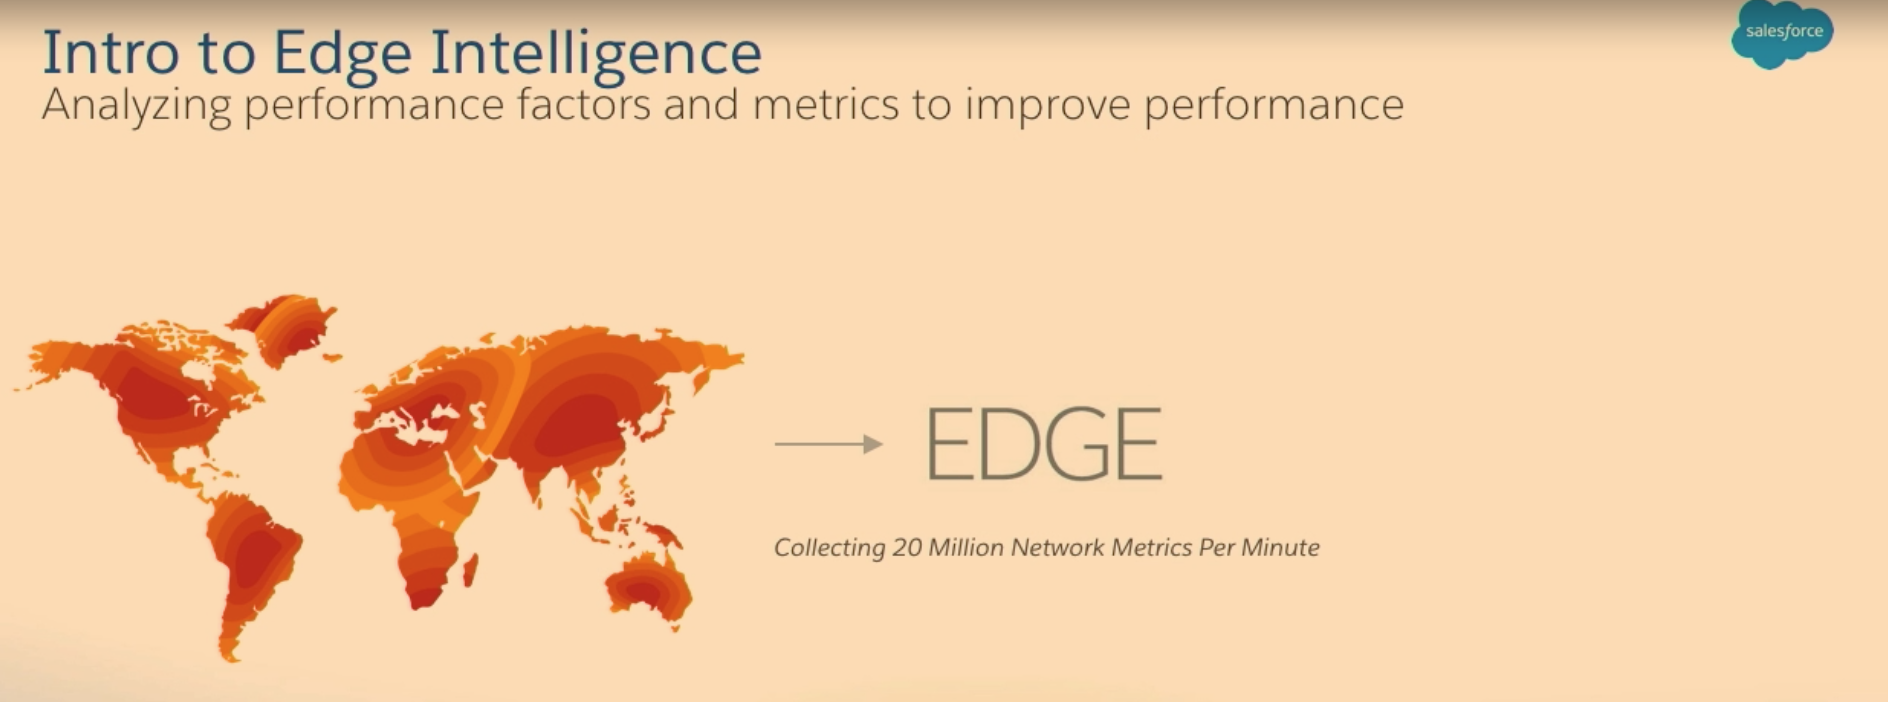 Intro to Edge Intelligence
Analyzing performance factors and metrics to improve performance
salesforce
EDGE
Collecting 20 Million Network Metrics Per Minute